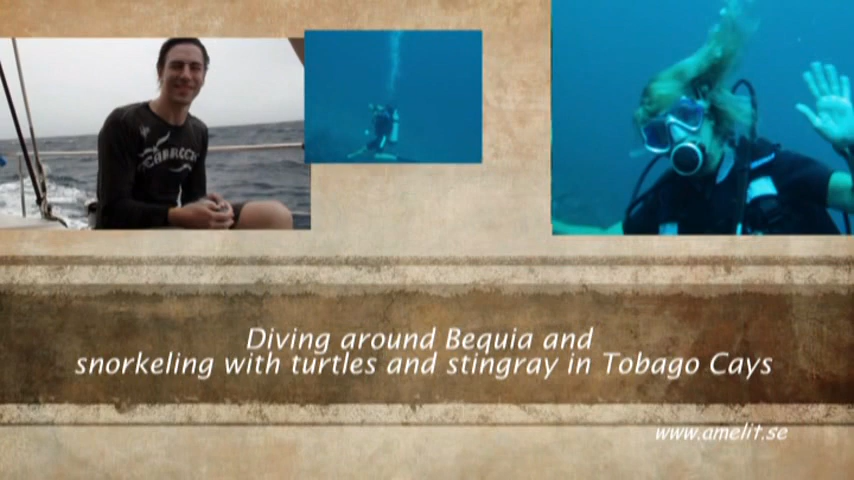 Diving around Bequia and
snorkeling with turtles and stingray in Tobago Cays
www.amelit.se